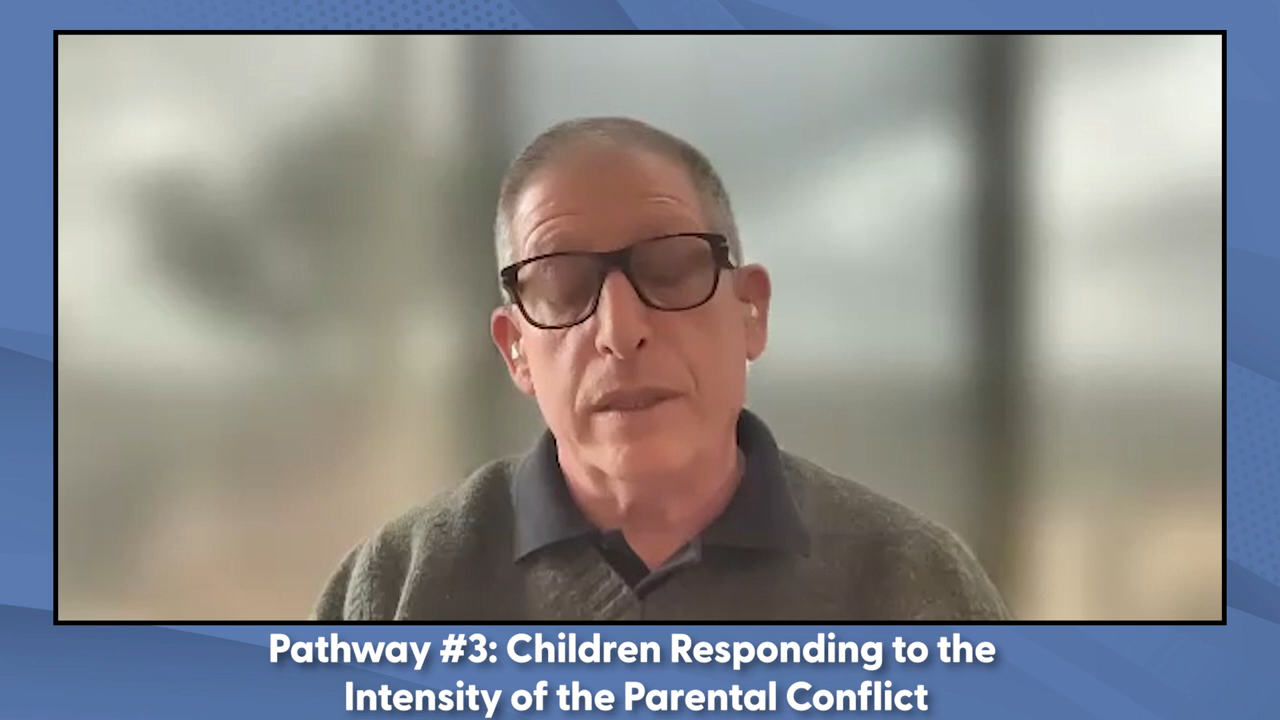 Pathway #3: Children Responding to the
Intensity of the Parental Conflict